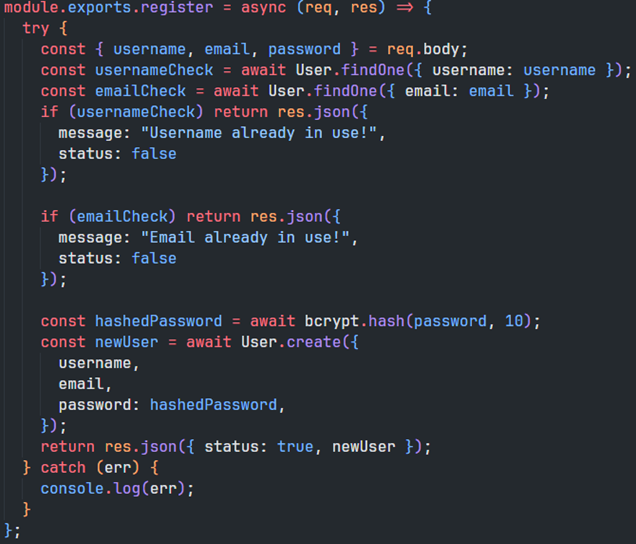 module.exports.register = async (req, res) => {
  try {
    const { username, email, password } = req.body;
    const usernameCheck = await User.findOne({ username: username });
    const emailCheck = await User.findOne({ email: email });
    if (usernameCheck) return res.json({
      message: "Username already in use!",
      status: false
    });

    if (emailCheck) return res.json({
      message: "Email already in use!",
      status: false
    });

    const hashedPassword = await bcrypt.hash(password, 10);
    const newUser = await User.create({
      username,
      email,
      password: hashedPassword,
    });
    return res.json({ status: true, newUser });
  } catch (err) {
    console.log(err);
  }
};